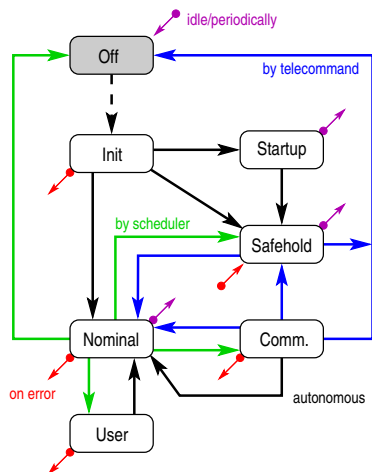 idle/periodically
Off
by telecommand
Init
Startup
by scheduler
Safehold
Nominal
Comm.
on error
autonomous
User